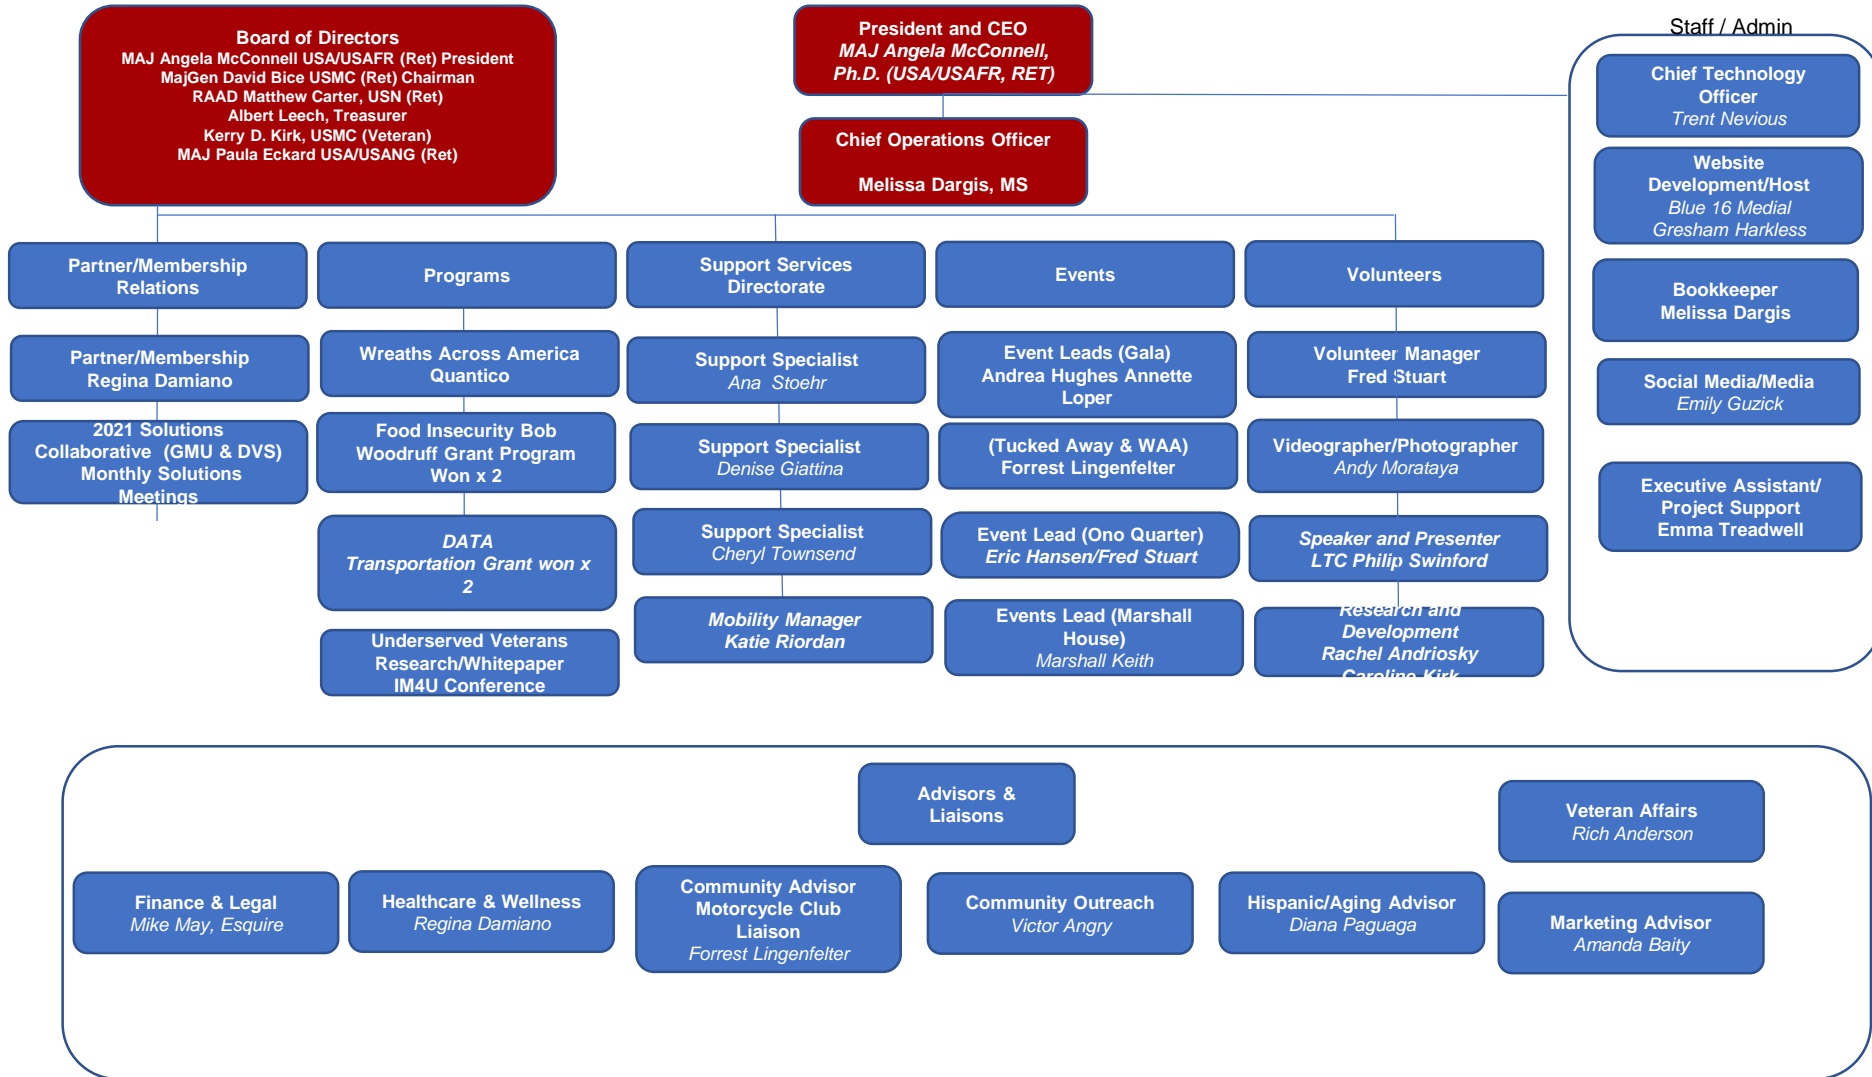 Board of Directors
MAJ Angela McConnell USA/USAFR (Ret) President
MajGen David Bice USMC (Ret) Chairman
RAAD Matthew Carter, USN (Ret)
Albert Leech, Treasurer
Kerry D. Kirk, USMC (Veteran)
MAJ Paula Eckard USA/USANG (Ret)
President and CEO
MAJ Angela McConnell,
Ph.D. (USA/USAFR, RET)
Chief Operations Officer
Melissa Dargis, MS
Staff / Admin
Chief Technology
Officer
Trent Nevious
Website
Development/Host
Blue 16 Medial
Gresham Harkless
Bookkeeper
Melissa Dargis
Social Media/Media
Emily Guzick
Executive Assistant/
Project Support
Emma Treadwell
Partner/Membership
Relations
Partner/Membership
Regina Damiano
2021 Solutions
Collaborative (GMU & DVS)
Monthly Solutions
Meetings
Programs
Wreaths Across America
Quantico
Food Insecurity Bob
Woodruff Grant Program
Won x 2
DATA
Transportation Grant won x
2
Underserved Veterans
Research/Whitepaper
IM4U Conference
Support Services
Directorate
Support Specialist
Ana Stoehr
Support Specialist
Denise Giattina
Support Specialist
Cheryl Townsend
Mobility Manager
Katie Riordan
Events
Event Leads (Gala)
Andrea Hughes Annette
Loper
(Tucked Away & WAA)
Forrest Lingenfelter
Event Lead (Ono Quarter)
Eric Hansen/Fred Stuart
Events Lead (Marshall
House)
Marshall Keith
Volunteers
Volunteer Manager
Fred Stuart
Videographer/Photographer
Andy Morataya
Speaker and Presenter
LTC Philip Swinford
Research and
Development
Rachel Andriosky
Caroline Kirk
Advisors &
Liaisons
Finance & Legal
Mike May, Esquire
Healthcare & Wellness
Regina Damiano
Community Advisor
Motorcycle Club
Liaison
Forrest Lingenfelter
Community Outreach
Victor Angry
Hispanic/Aging Advisor
Diana Paguaga
Veteran Affairs
Rich Anderson
Marketing Advisor
Amanda Baity